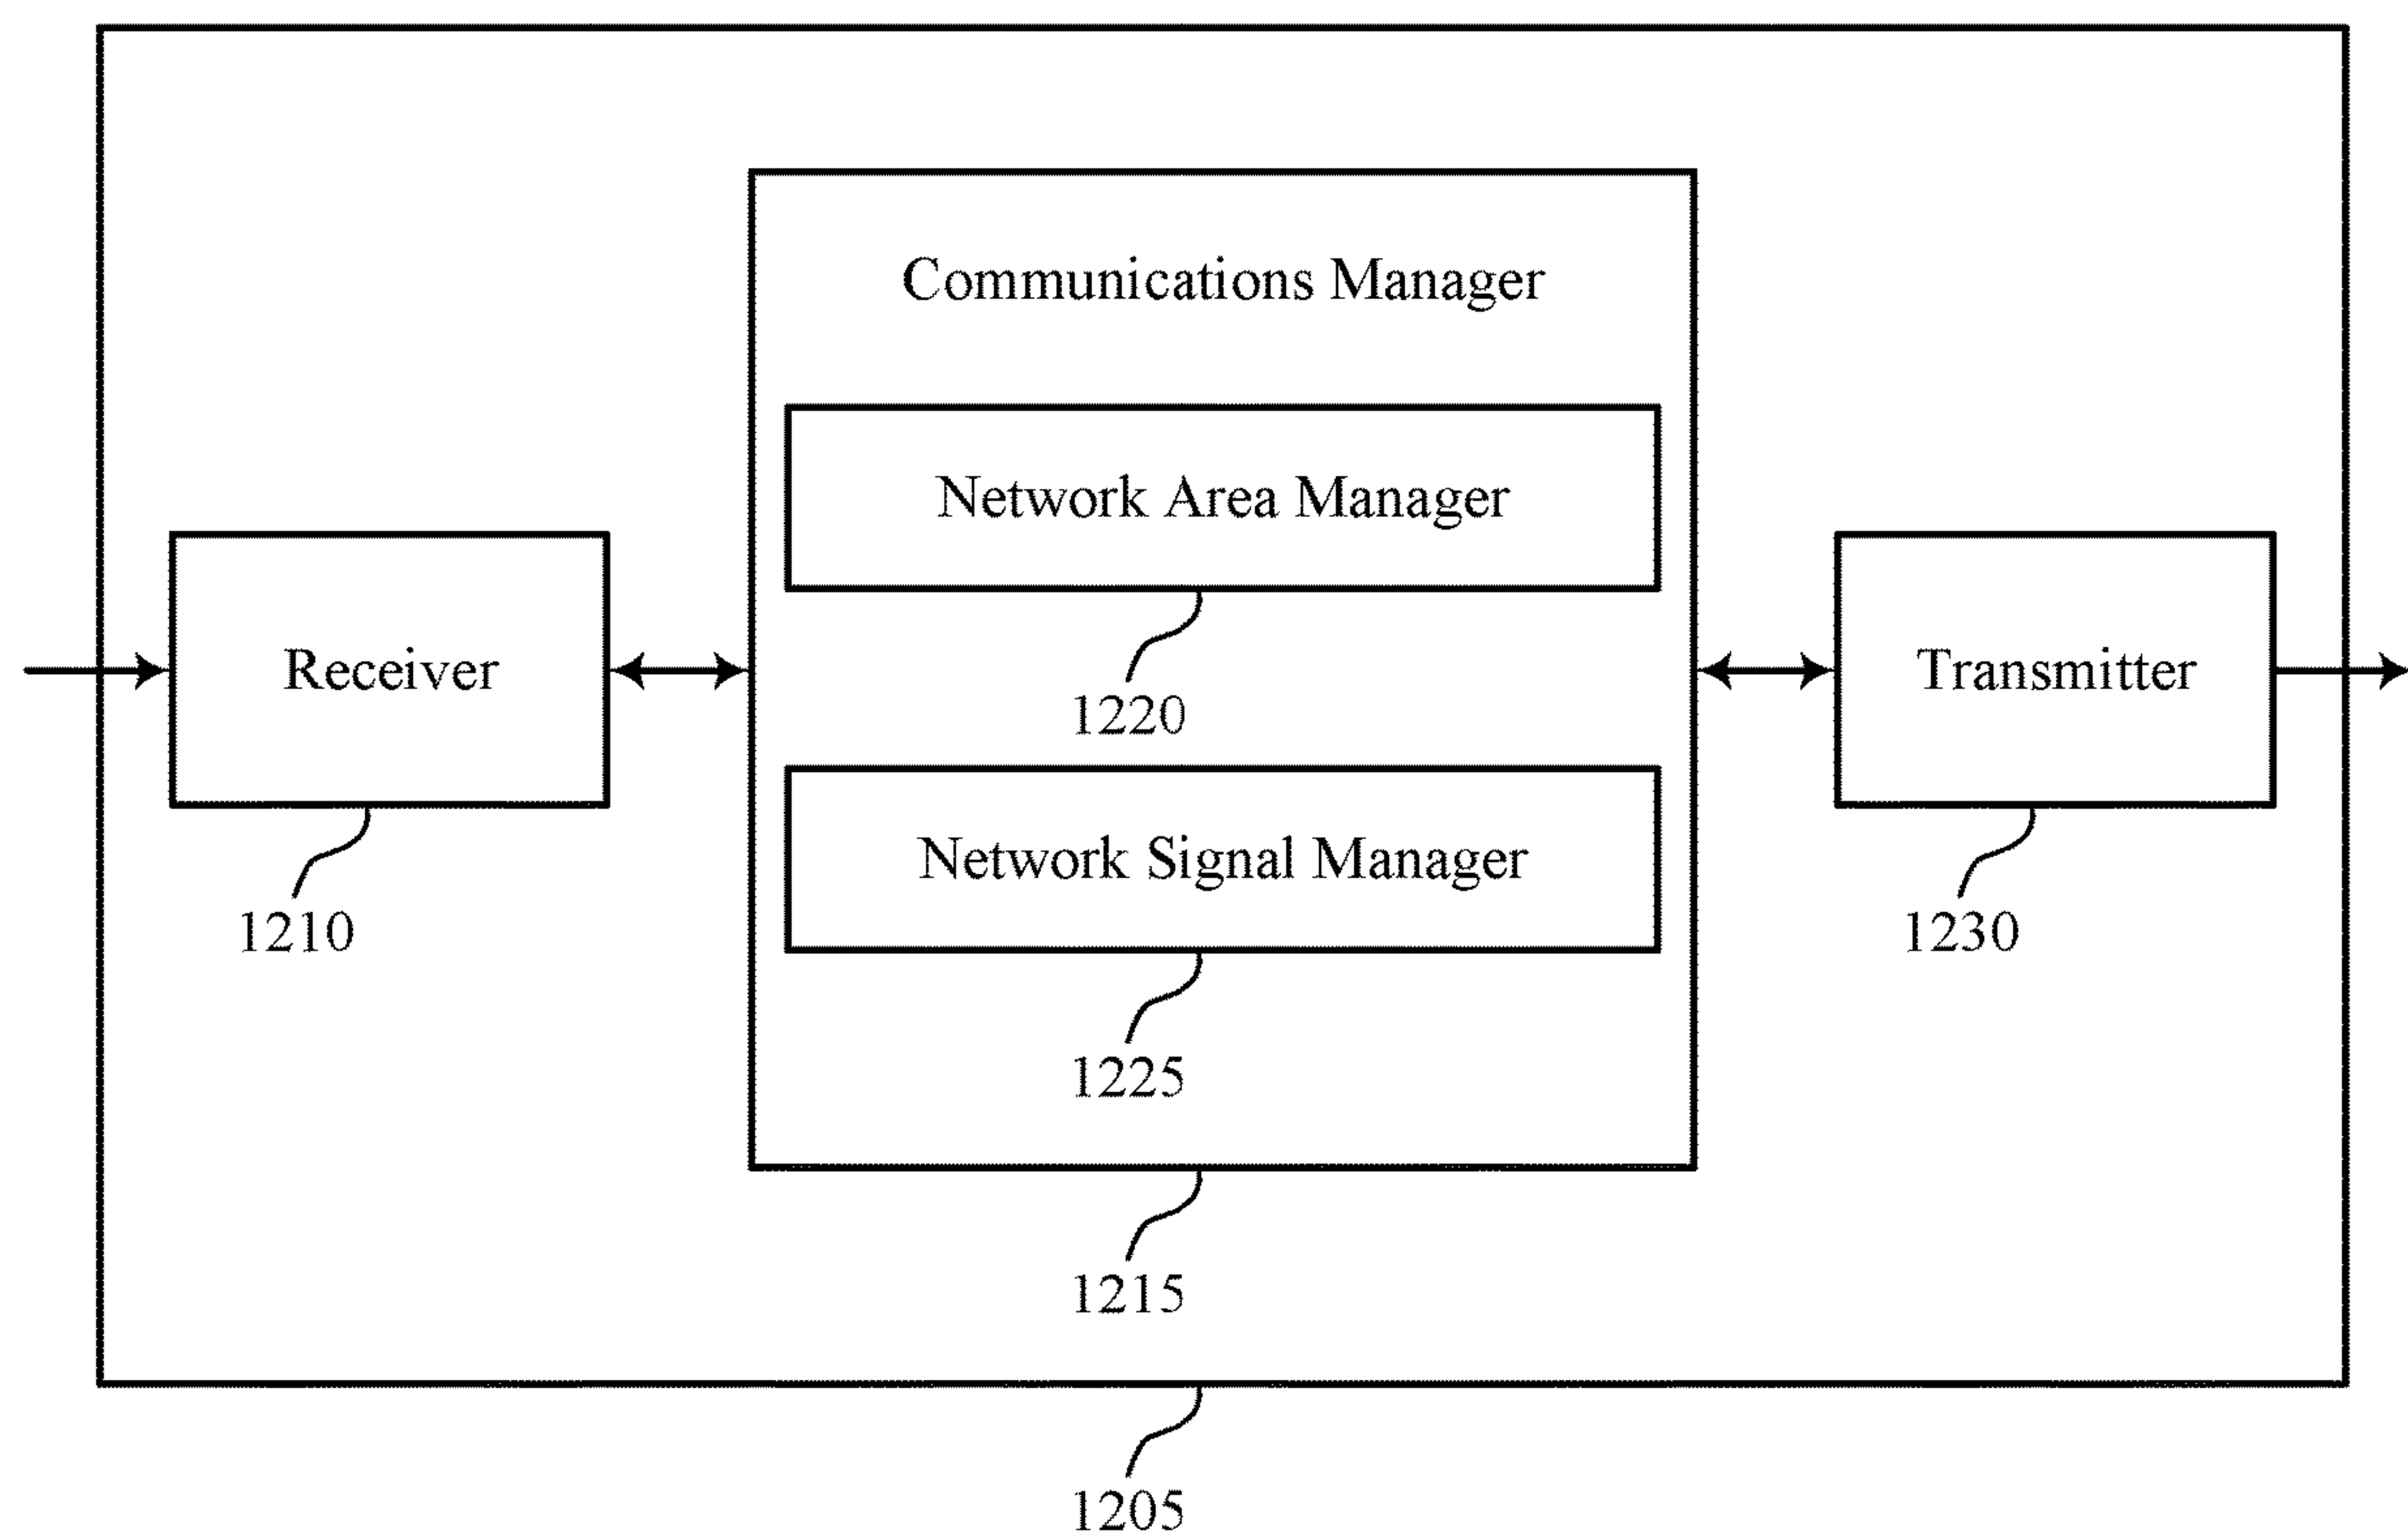 Communications Manager
Network Area Manager
1220
Receiver
1210
Transmitter
1230
Network Signal Manager
1225
1215
1205